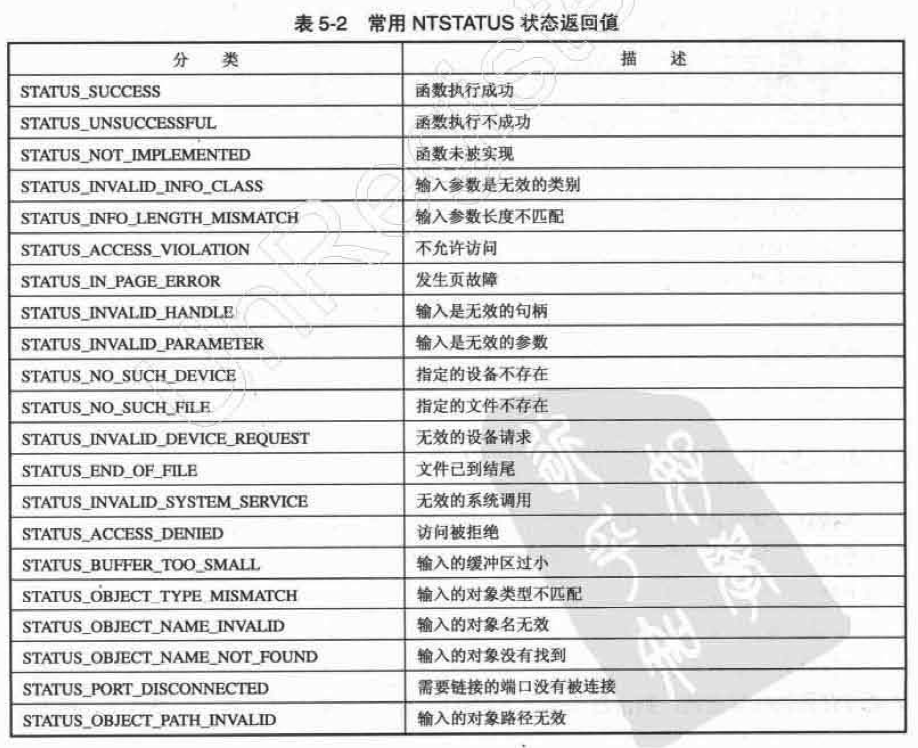 表 5-2 常用 NTSTATUS 状态返回值
分 类 描 述
STATUS_SUCCESS 函数执行成功
STATUS_UNSUCCESSFUL 函数执行不成功
STATUS_NOT_IMPLEMENTED 函数未被实现
STATUS_INVALID_INFO_CLASS 输入参数是无效的类别
STATUS_INFO_LENGTH_MISMATCH 输入参数长度不匹配
STATUS_ACCESS_VIOLATION 不允许访问
STATUS_IN_PAGE_ERROR 发生页故障
STATUS_INVALID_HANDLE 输入是无效的句柄
STATUS_INVALID_PARAMETER 输入是无效的参数
STATUS_NO_SUCH_DEVICE 指定的设备不存在
STATUS_NO_SUCH_FILE 指定的文件不存在
STATUS_INVALID_DEVICE_REQUEST 无效的设备请求
STATUS_END_OF_FILE 文件已到结尾
STATUS_INVALID_SYSTEM_SERVICE 无效的系统调用
STATUS_ACCESS_DENIED 访问被拒绝
STATUS_BUFFER_TOO_SMALL 输入的缓冲区过小
STATUS_OBJECT_TYPE_MISMATCH 输入的对象类型不匹配
STATUS_OBJECT_NAME_INVALID 输入的对象名无效
STATUS_OBJECT_NAME_NOT_FOUND 输入的对象没有找到
STATUS_PORT_DISCONNECTED 需要链接的端口没有被连接
STATUS_OBJECT_PATH_INVALID 输入的对象路径无效
UnRegiste